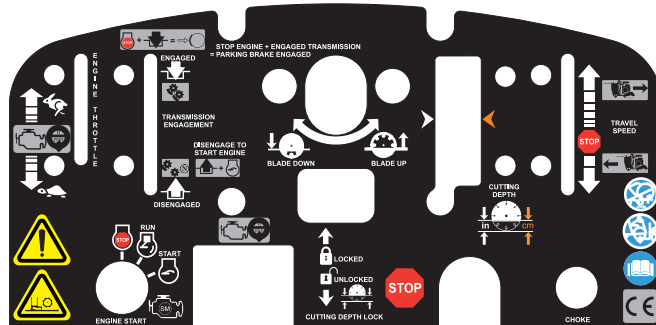 STOP
STOP ENGINE + ENGAGED TRANSMISSION
= PARKING BRAKE ENGAGED
ENGINE THROTTLE
ENGAGED
TRANSMISSION
ENGAGEMENT
DISENGAGE TO
START ENGINE
N
DISENGAGED
BLADE DOWN
BLADE UP
TRAVEL
SPEED
STOP
CUTTING
DEPTH
in
cm
RUN
STOP
START
SM
ENGINE START
LOCKED
UNLOCKED
CUTTING DEPTH LOCK
STOP
CHOKE
CE